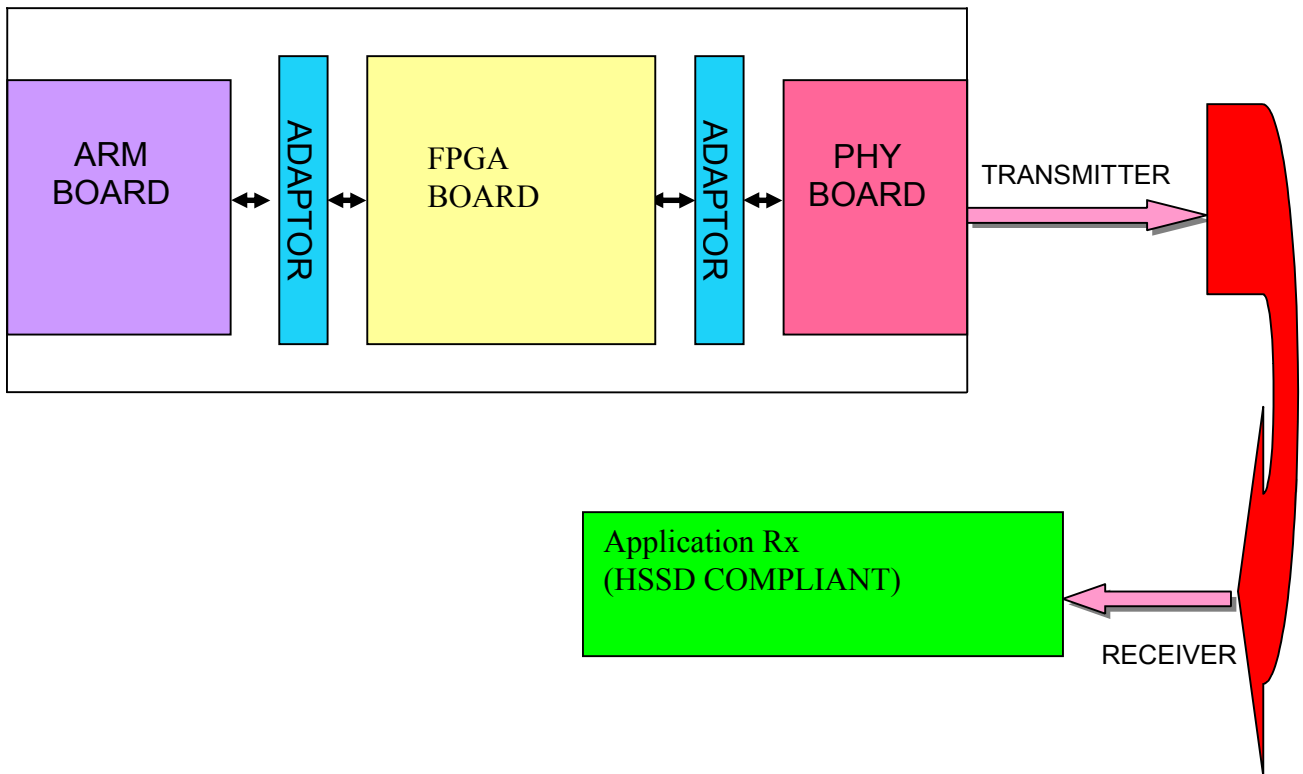 ARM
BOARD
ADAPTOR
FPGA
BOARD
ADAPTOR
PHY
BOARD
TRANSMITTER
Application Rx
(HSSD COMPLIANT)
RECEIVER